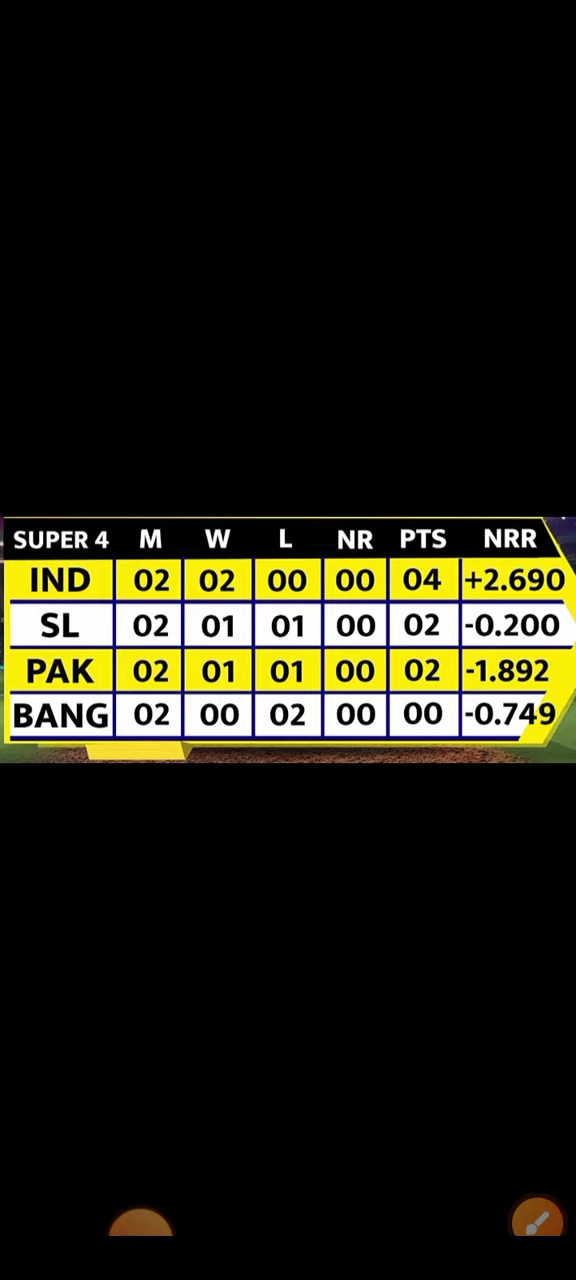 SUPER 4 M W L NR PTS NRR
IND 02 02 00 00 04 +2.690
SL 02 01 01 00 02 -0.200
PAK 02 01 01 00 02 -1.892
BANG 02 00 02 00 00 -0.749